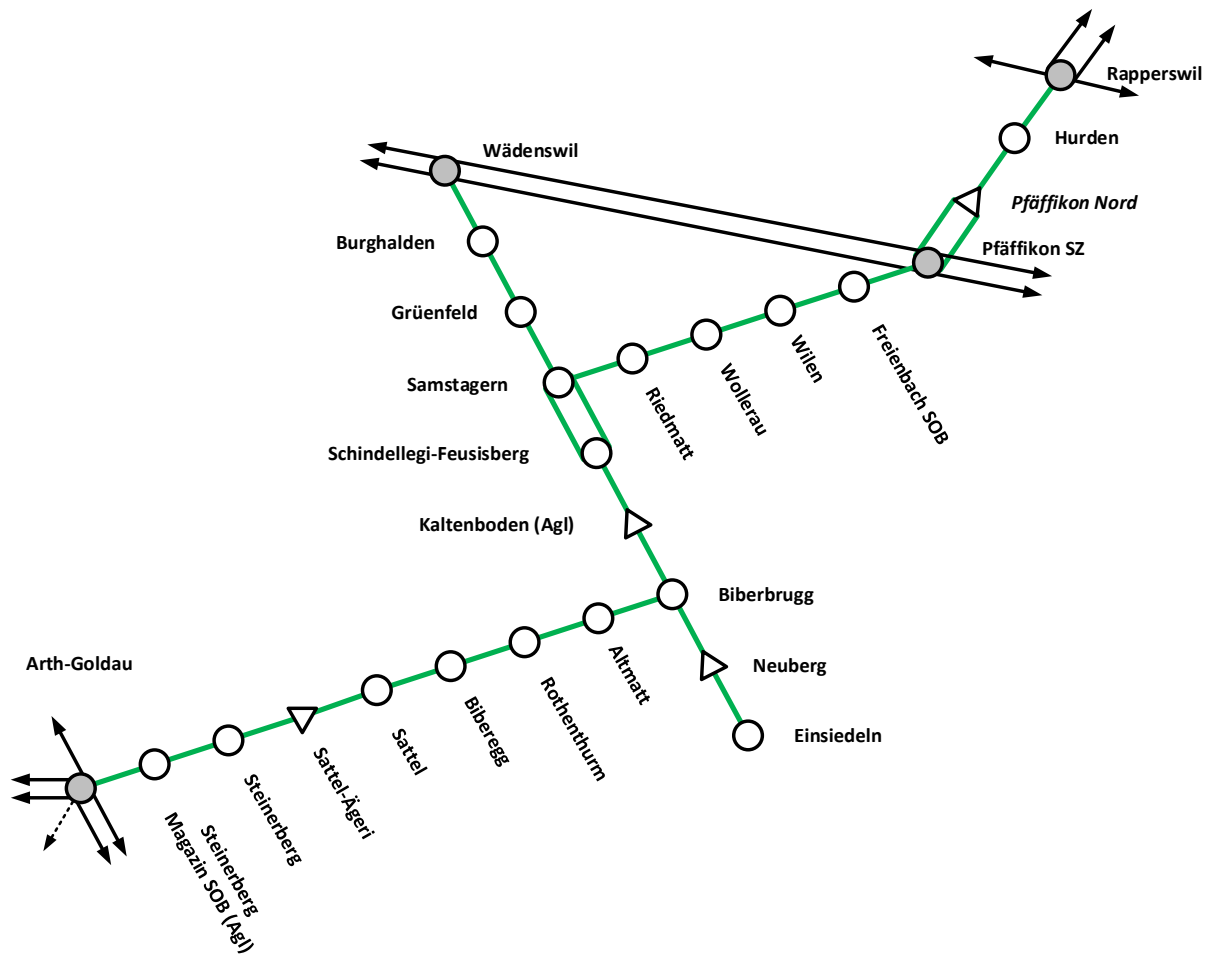 Rapperswil
Hurden
Wädenswil
Pfäffikon Nord
Burghalden
Pfäffikon SZ
Grüenfeld
Samstagern
Riedmatt
Wollerau
Wilen
Freienbach SOB
Schindellegi-Feusisberg
Kaltenboden (Agl)
Biberbrugg
Arth-Goldau
Neuberg
Einsiedeln
Altmatt
Rothenthurm
Biberegg
Sattel
Sattel-Ägeri
Steinerberg
Steinerberg
Magazin SOB (Agl)